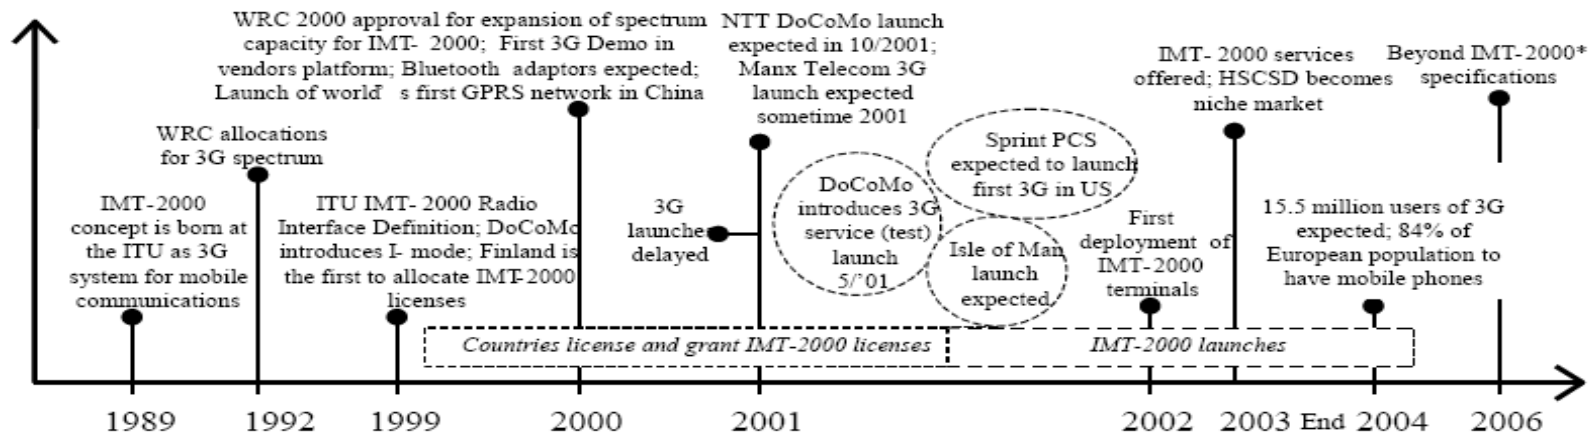 WRC 2000 approval for expansion of spectrum
capacity for IMT- 2000; First 3G Demo in
vendors platform; Bluetooth adaptors expected;
Launch of world' s first GPRS network in China
NTT DoCoMo launch
expected in 10/2001;
Manx Telecom 3G
launch expected
sometime 2001
IMT- 2000 services
offered; HSCSD becomes
niche market
Beyond IMT-2000*
specifications
WRC allocations
for 3G spectrum
Sprint PCS
expected to launch
first 3G in US
IMT-2000
concept is born at
the ITU as 3G
system for mobile
communications
ITU IMT- 2000 Radio
Interface Definition; DoCoMo
introduces I- mode; Finland is
the first to allocate IMT-2000
licenses
3G
launches
delayed
DoCoMo
introduces 3G
service (test)
launch
5/'01
Isle of Man
launch
expected
First
deployment of
IMT-2000
terminals
15.5 million users of 3G
expected; 84% of
European population to
have mobile phones
Countries license and grant IMT-2000 licenses
IMT-2000 launches
1989 1992 1999 2000 2001 2002 2003 End 2004 2006